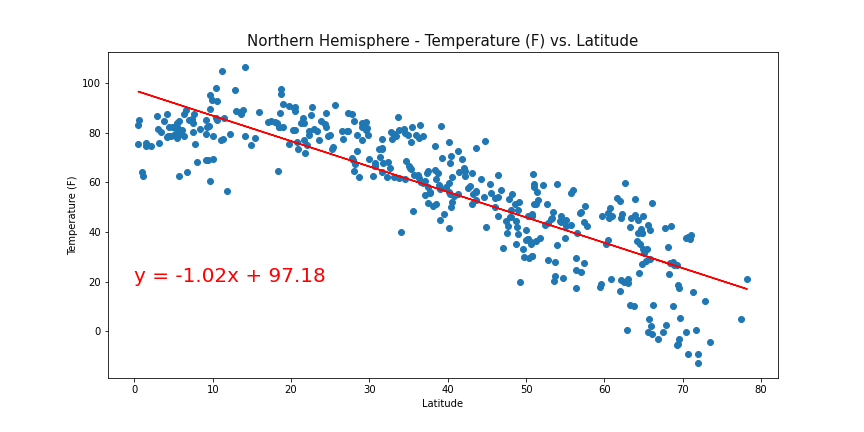 Northern Hemisphere - Temperature (F) vs. Latitude
100
80
60
40
20
0
Temperature (F)
y = -1.02x + 97.18
0 10 20 30 40 50 60 70 80
Latitude